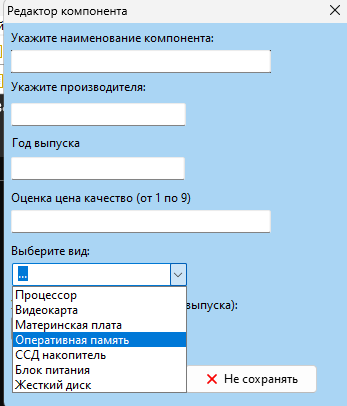 Редактор компонента
Укажите наименование компонента:
Укажите производителя:
Год выпуска
Оценка цена качество (от 1 по 9)
Выберите вид:
...
выпуска):
Процессор
Видеокарта
Материнская плата
Оперативная память
ССД накопитель
Блок питания
Жесткий диск
Не сохранять